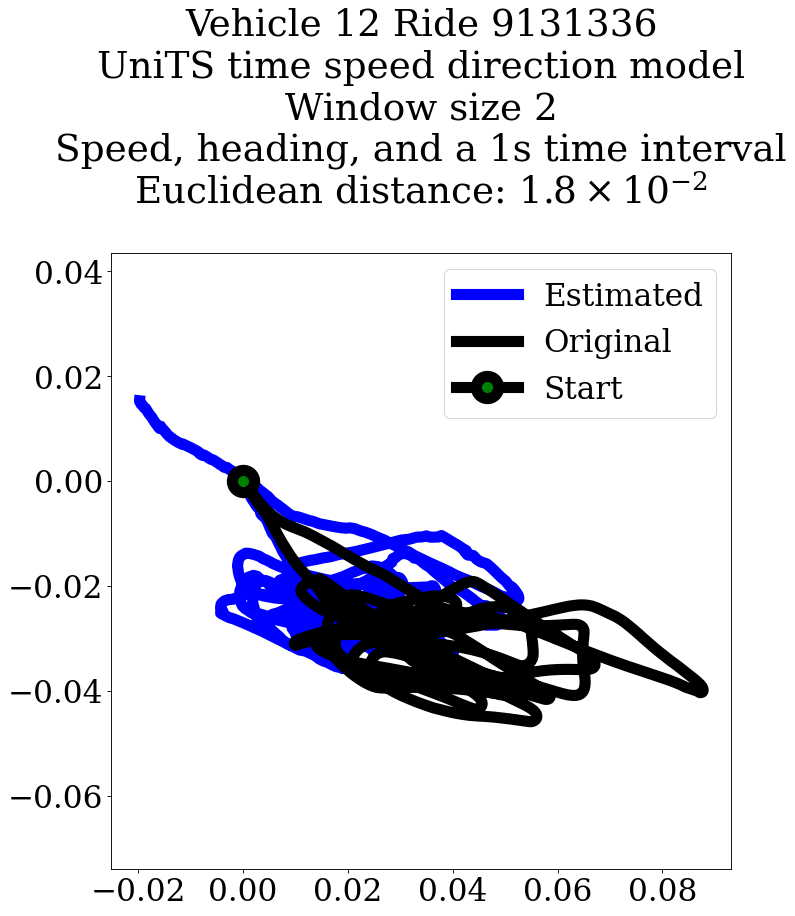 Vehicle 12 Ride 9131336
UniTS time speed direction model
Window size 2
Speed, heading, and a 1s time interval
Euclidean distance: 1.8 × 10⁻²
Estimated
Original
Start
0.04
0.02
0.00
−0.02
−0.04
−0.06
−0.02 0.00 0.02 0.04 0.06 0.08